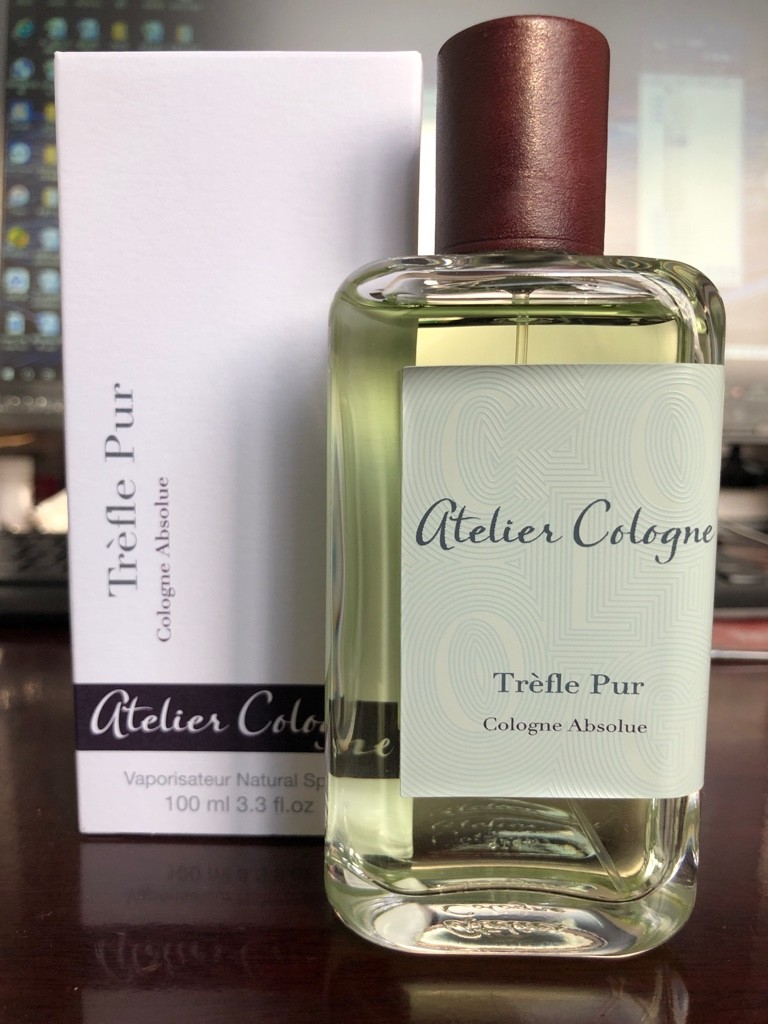 Trèfle Pur
Cologne Absolue
Atelier Cologne
Vaporisateur Natural
100 ml 3.3 fl.oz
Atelier Cologne
Trèfle Pur
Cologne Absolue